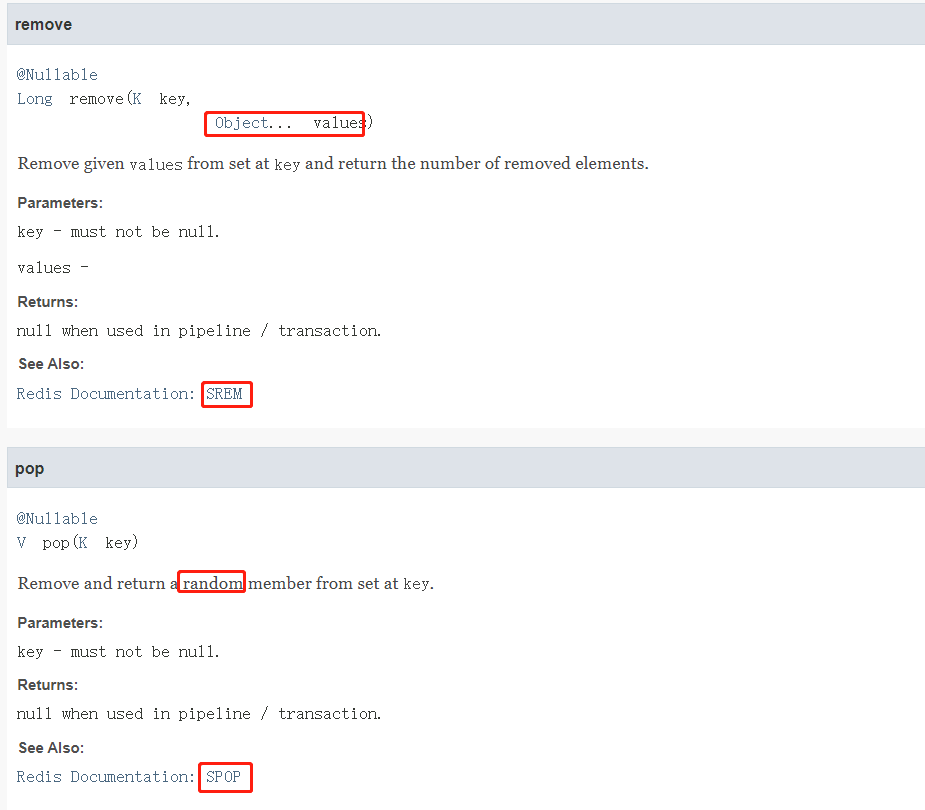 remove
@Nullable
Long remove(K key,
Object... values)
Remove given values from set at key and return the number of removed elements.
Parameters:
key - must not be null.
values -
Returns:
null when used in pipeline / transaction.
See Also:
Redis Documentation: SREM
pop
@Nullable
V pop(K key)
Remove and return a random member from set at key.
Parameters:
key - must not be null.
Returns:
null when used in pipeline / transaction.
See Also:
Redis Documentation: SPOP